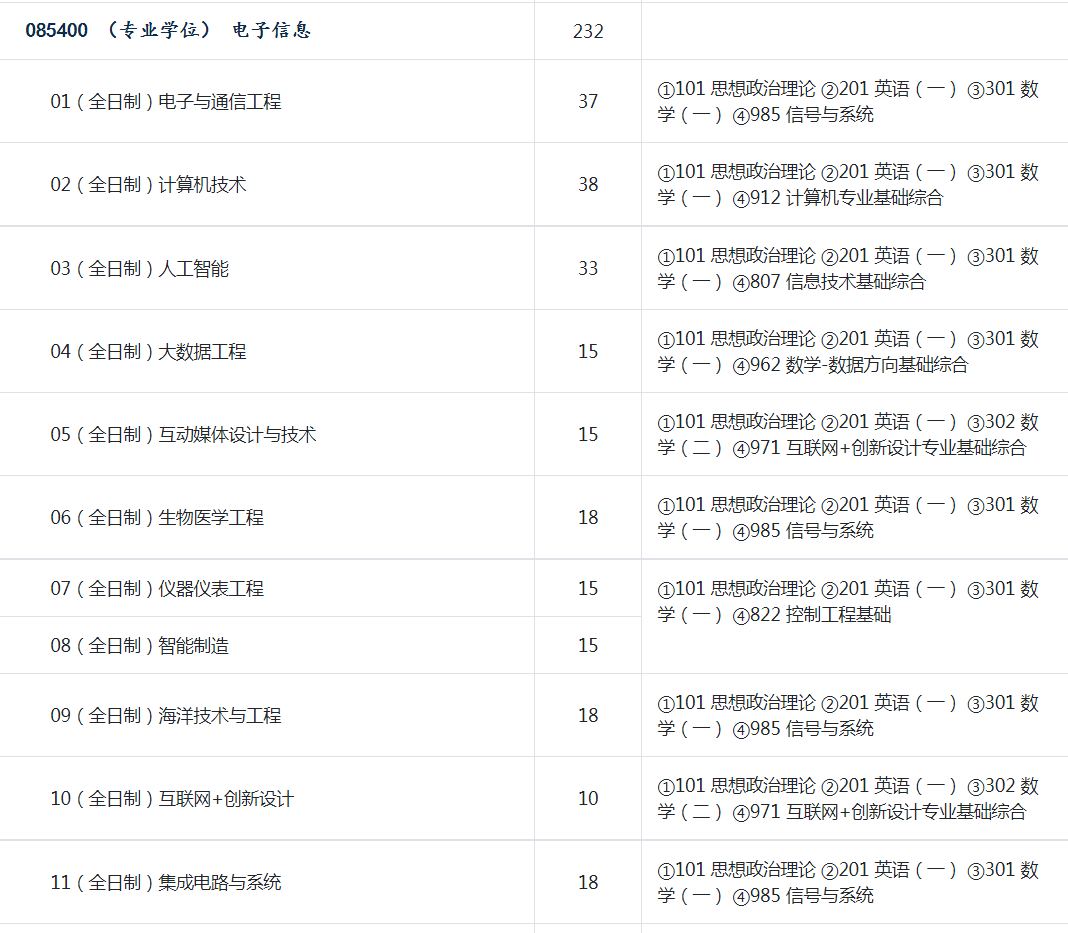 085400 （专业学位） 电子信息 232
01（全日制）电子与通信工程 37 ①101 思想政治理论 ②201 英语（一） ③301 数
学（一） ④985 信号与系统
02（全日制）计算机技术 38 ①101 思想政治理论 ②201 英语（一） ③301 数
学（一） ④912 计算机专业基础综合
03（全日制）人工智能 33 ①101 思想政治理论 ②201 英语（一） ③301 数
学（一） ④807 信息技术基础综合
04（全日制）大数据工程 15 ①101 思想政治理论 ②201 英语（一） ③301 数
学（一） ④962 数学-数据方向基础综合
05（全日制）互动媒体设计与技术 15 ①101 思想政治理论 ②201 英语（一） ③302 数
学（二） ④971 互联网+创新设计专业基础综合
06（全日制）生物医学工程 18 ①101 思想政治理论 ②201 英语（一） ③301 数
学（一） ④985 信号与系统
07（全日制）仪器仪表工程 15 ①101 思想政治理论 ②201 英语（一） ③301 数
学（一） ④822 控制工程基础
08（全日制）智能制造 15
09（全日制）海洋技术与工程 18 ①101 思想政治理论 ②201 英语（一） ③301 数
学（一） ④985 信号与系统
10（全日制）互联网+创新设计 10 ①101 思想政治理论 ②201 英语（一） ③302 数
学（二） ④971 互联网+创新设计专业基础综合
11（全日制）集成电路与系统 18 ①101 思想政治理论 ②201 英语（一） ③301 数
学（一） ④985 信号与系统